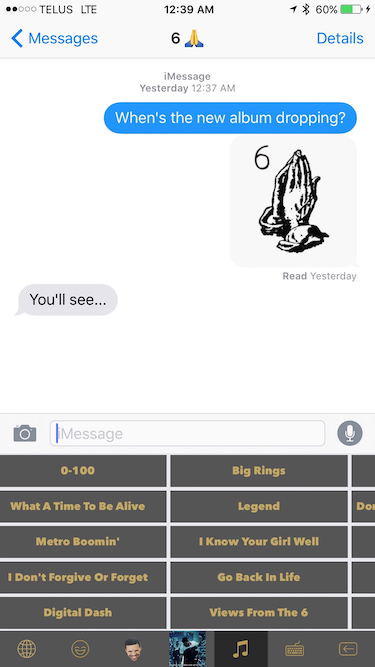 TELUS LTE 12:39 AM 60%
Messages 6 🙏 Details
iMessage
Yesterday 12:37 AM
When's the new album dropping?
6
Read Yesterday
You'll see...
iMessage
0-100 Big Rings
What A Time To Be Alive Legend Don
Metro Boomin' I Know Your Girl Well
I Don't Forgive Or Forget Go Back In Life
Digital Dash Views From The 6